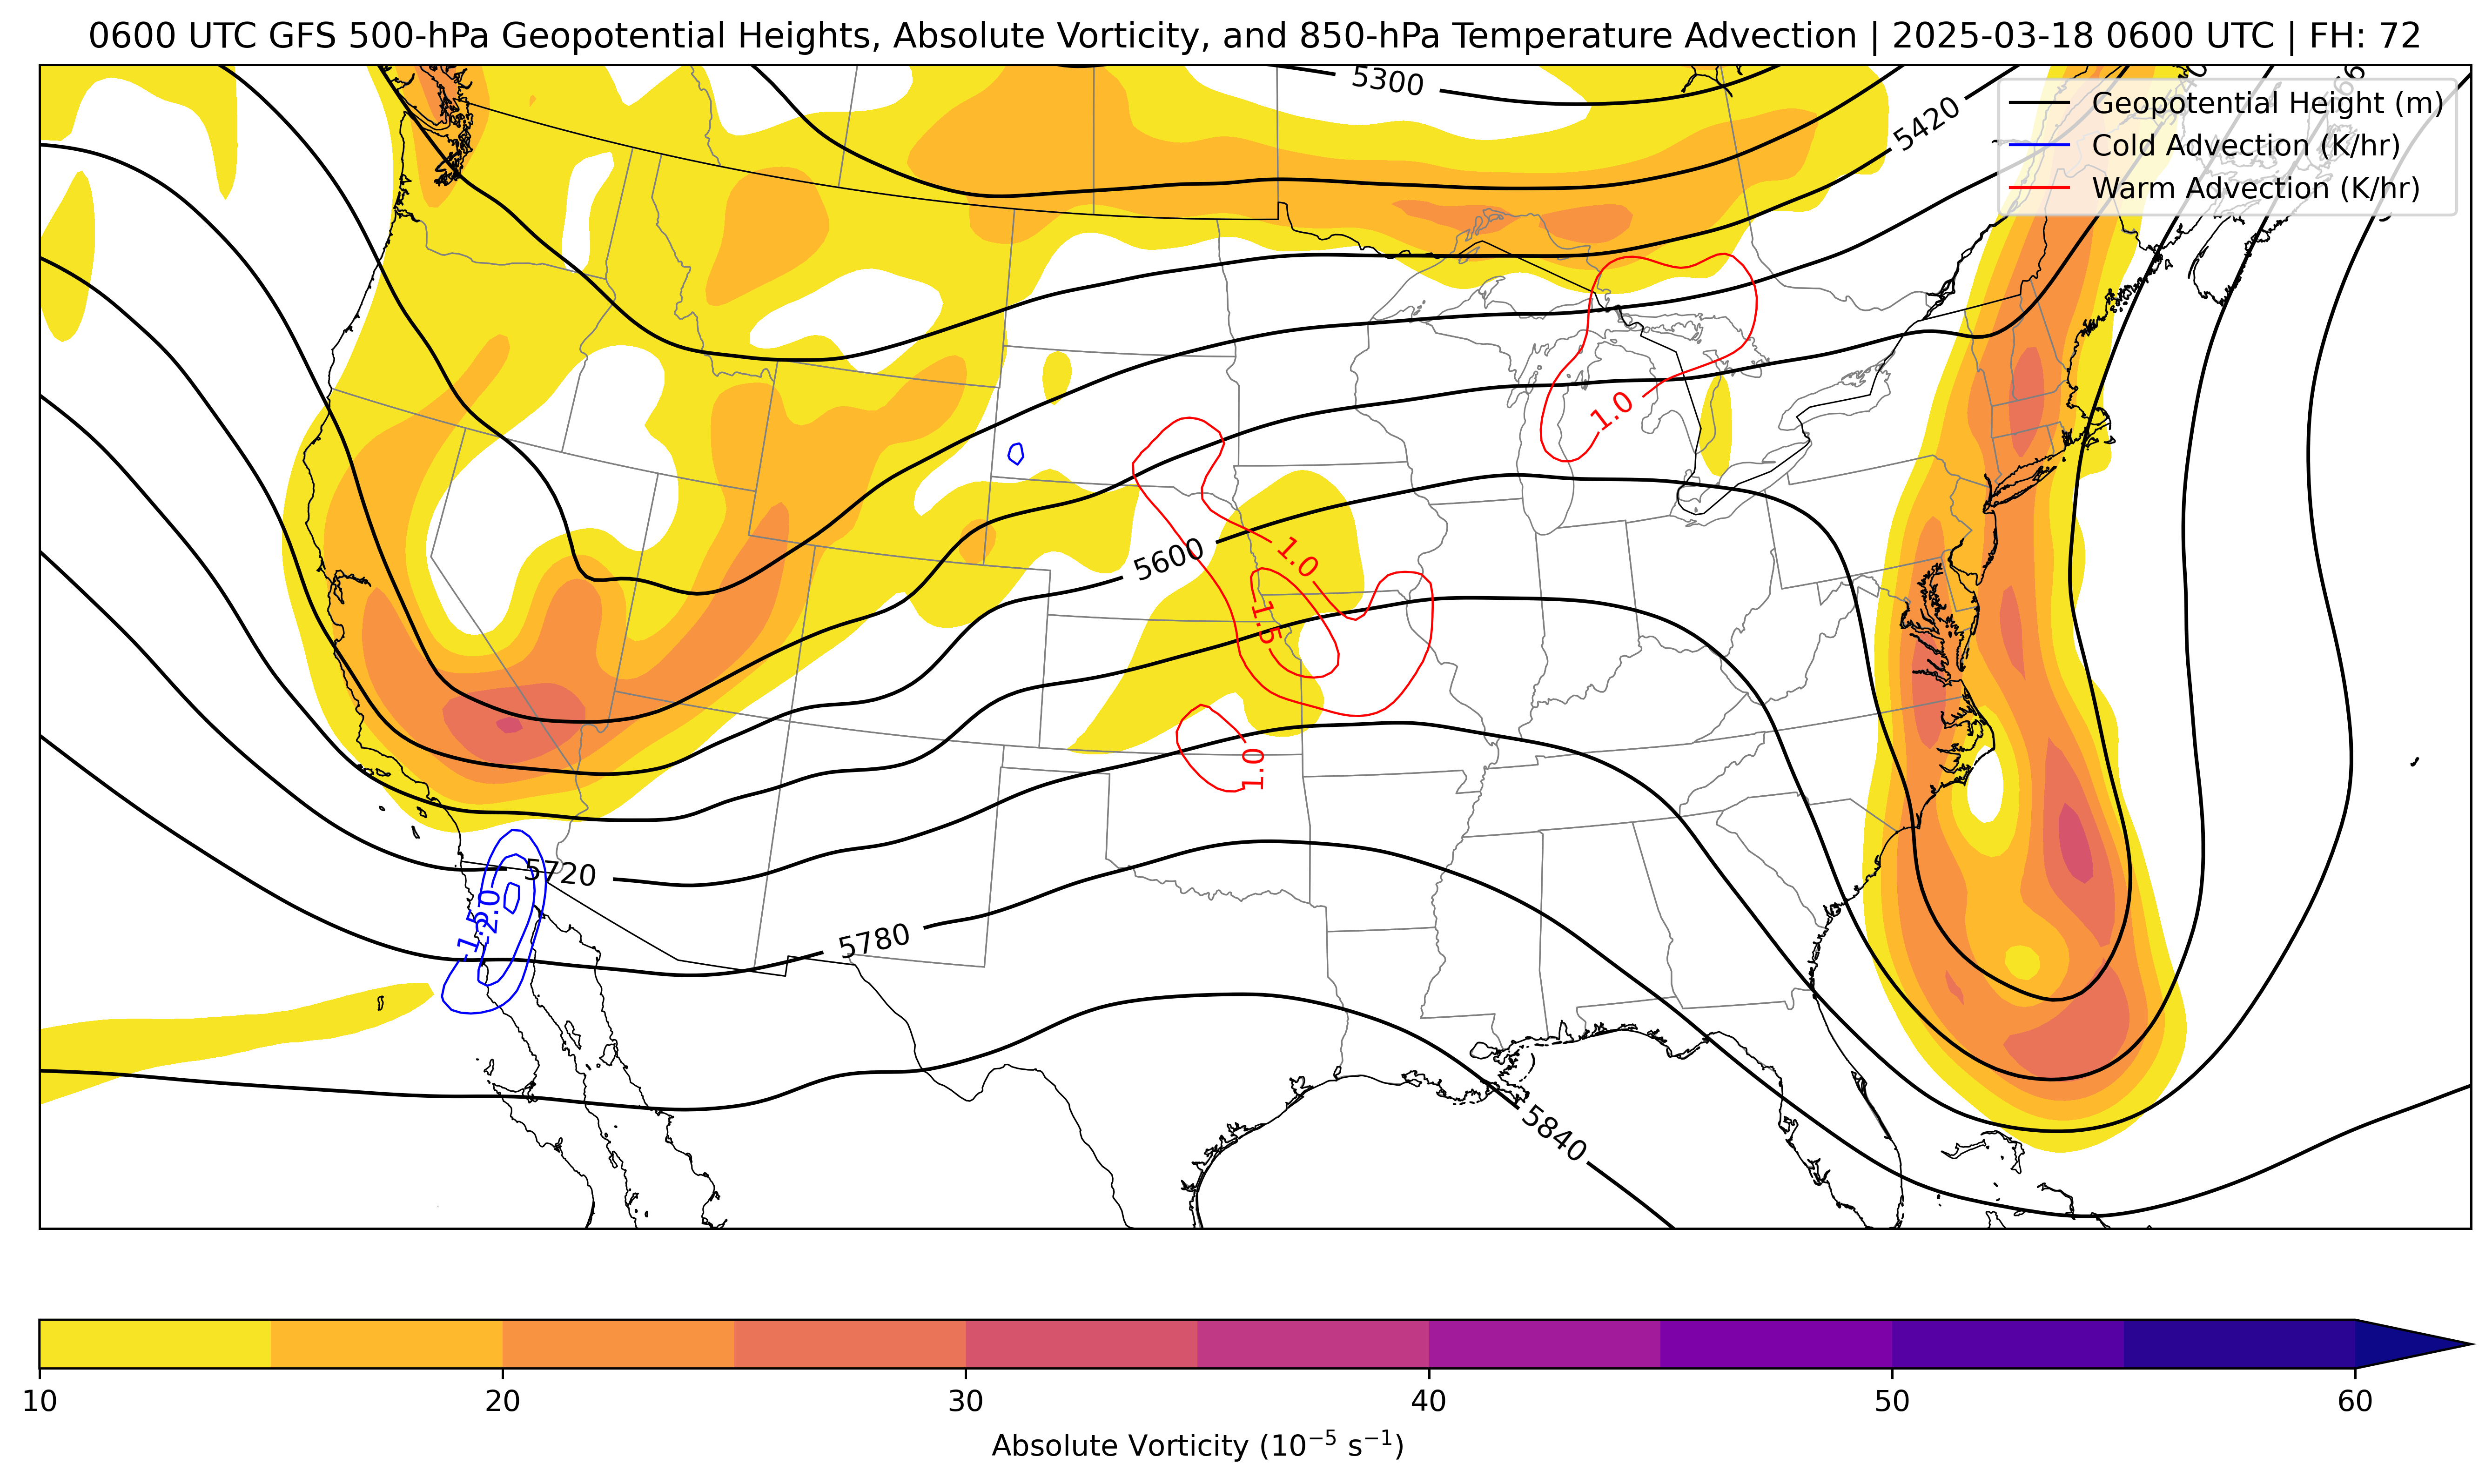 0600 UTC GFS 500-hPa Geopotential Heights, Absolute Vorticity, and 850-hPa Temperature Advection | 2025-03-18 0600 UTC | FH: 72
5300
5420
Geopotential Height (m)
Cold Advection (K/hr)
Warm Advection (K/hr)
1.0
5600
1.0
1.5
1.0
5720
-1.5
-2.0
5780
5840
10 20 30 40 50 60
Absolute Vorticity (10⁻⁵ s⁻¹)